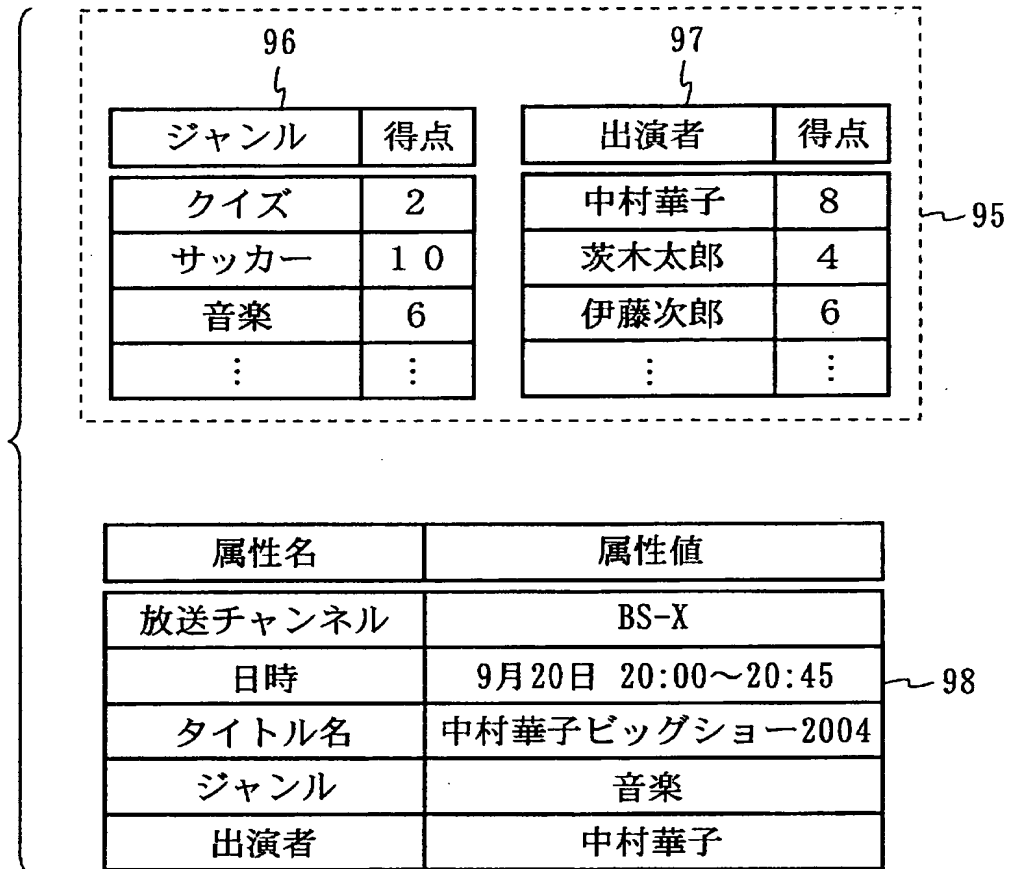 96
97
ジャンル 得点
クイズ 2
サッカー 10
音楽 6
⋮ ⋮
出演者 得点
中村華子 8
茨木太郎 4
伊藤次郎 6
⋮ ⋮
95
属性名 属性値
放送チャンネル BS-X
日時 9月20日 20:00〜20:45
タイトル名 中村華子ビッグショー2004
ジャンル 音楽
出演者 中村華子
98